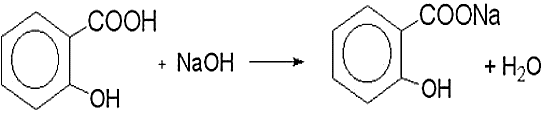 COOH COONa
+ NaOH + H₂O
OH OH